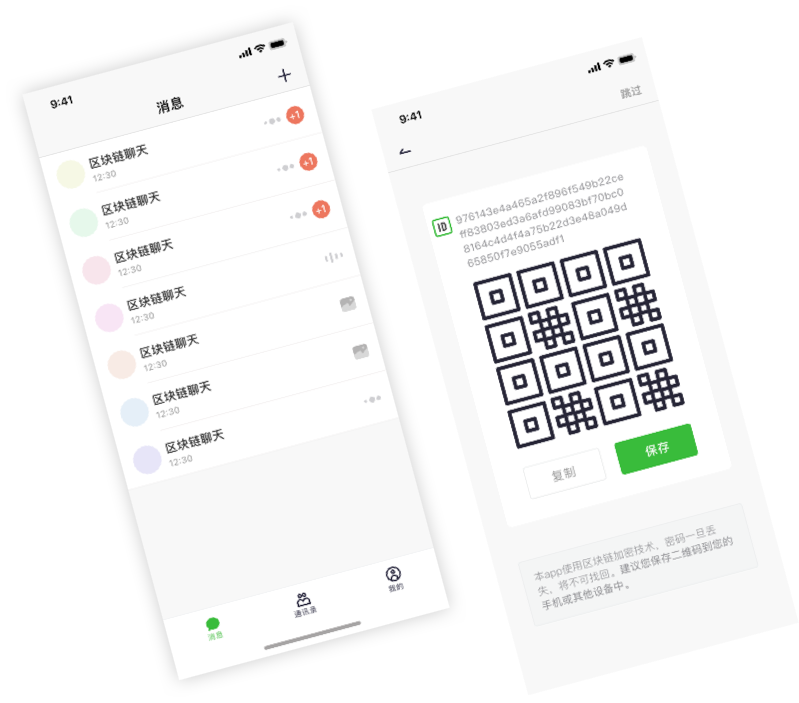 9:41
消息
区块链聊天
12:30
+1
区块链聊天
12:30
+1
区块链聊天
12:30
+1
区块链聊天
12:30
区块链聊天
12:30
区块链聊天
12:30
区块链聊天
12:30
消息
通讯录
我的
9:41
跳过
ID
976143e4a465a2f896f549b22ce
ff83803ed3a6afd99083bf70bc0
8164c4d4f4a75b22d3e48a049d
65850f7e9055adf1
复制
保存
本app使用区块链加密技术，密码一旦丢
失，将不可找回。建议您保存二维码到您的
手机或其他设备中。